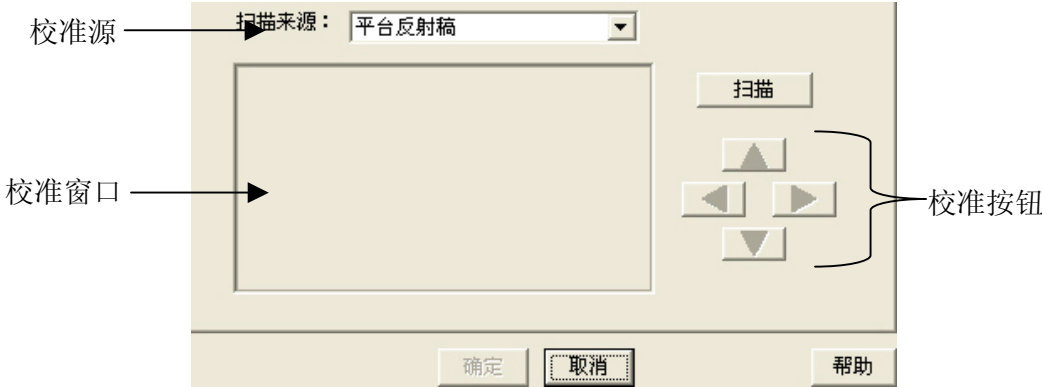 校准源
扫描来源：
平台反射稿
扫描
校准窗口
校准按钮
确定
取消
帮助